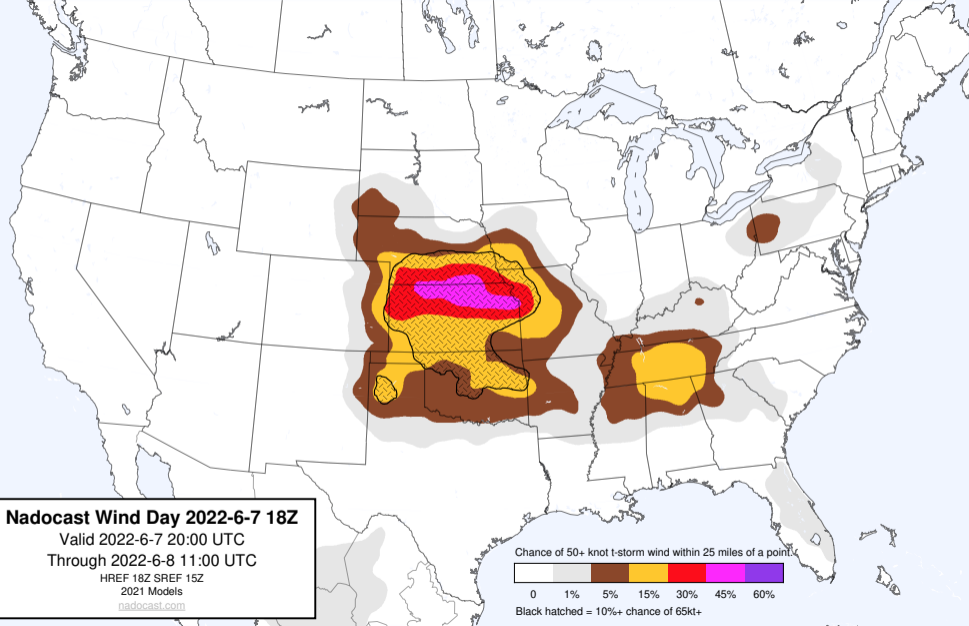 Nadocast Wind Day 2022-6-7 18Z
Valid 2022-6-7 20:00 UTC
Through 2022-6-8 11:00 UTC
HREF 18Z SREF 15Z
2021 Models
nadocast.com
Chance of 50+ knot t-storm wind within 25 miles of a point.
0 1% 5% 15% 30% 45% 60%
Black hatched = 10%+ chance of 65kt+